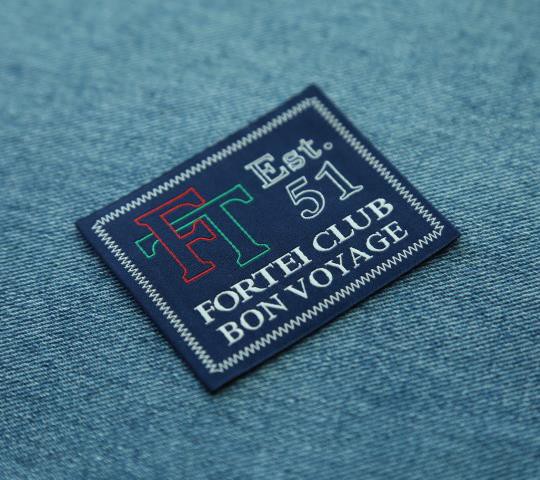 FT Est.
51
FORTEI CLUB
BON VOYAGE